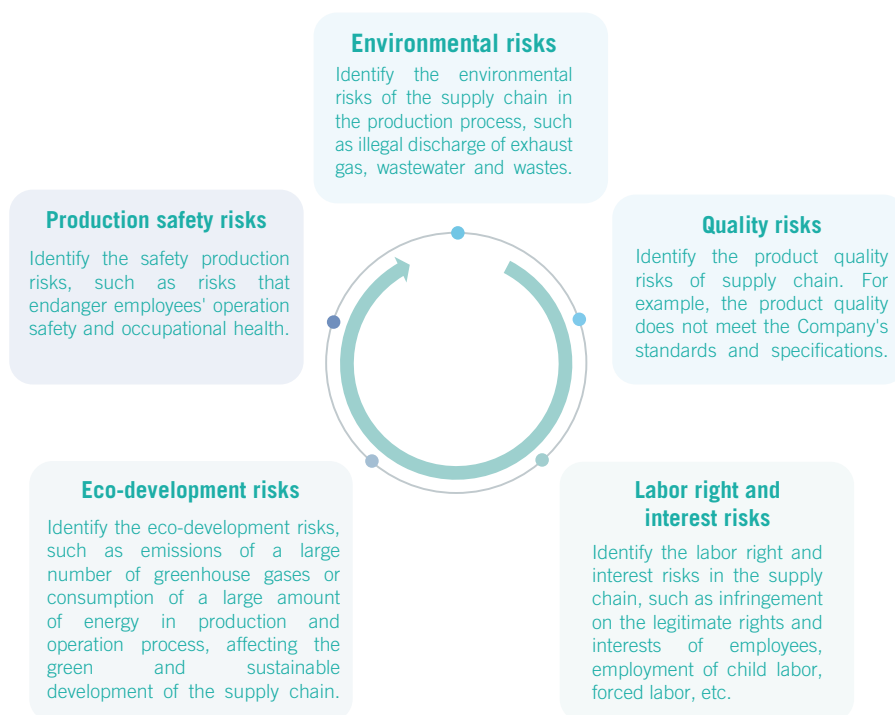 Environmental risks
Identify the environmental
risks of the supply chain in
the production process, such
as illegal discharge of exhaust
gas, wastewater and wastes.
Production safety risks
Identify the safety production
risks, such as risks that
endanger employees' operation
safety and occupational health.
Quality risks
Identify the product quality
risks of supply chain. For
example, the product quality
does not meet the Company's
standards and specifications.
Eco-development risks
Identify the eco-development risks,
such as emissions of a large
number of greenhouse gases or
consumption of a large amount
of energy in production and
operation process, affecting the
green and sustainable
development of the supply chain.
Labor right and
interest risks
Identify the labor right and
interest risks in the supply
chain, such as infringement
on the legitimate rights and
interests of employees,
employment of child labor,
forced labor, etc.